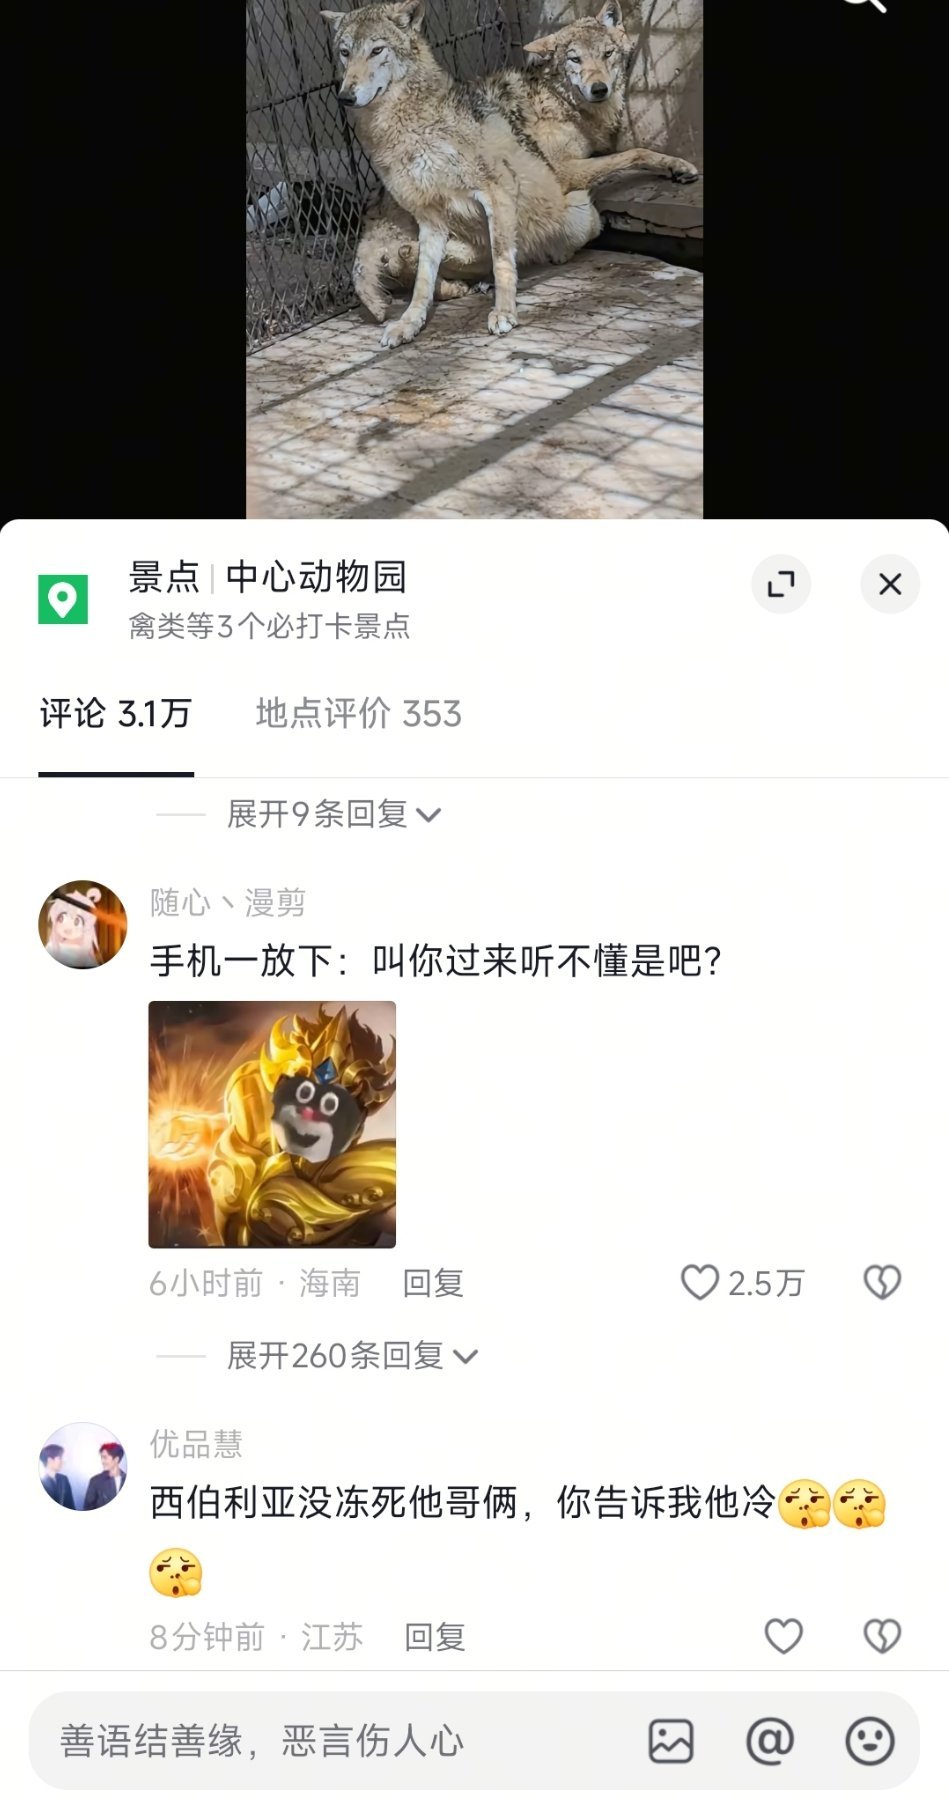 景点 | 中心动物园
禽类等3个必打卡景点
评论 3.1万 地点评价 353
展开9条回复
随心丶漫剪
手机一放下：叫你过来听不懂是吧？
6小时前 · 海南 回复 2.5万
展开260条回复
优品慧
西伯利亚没冻死他哥俩，你告诉我他冷😮‍💨😮‍💨
😮‍💨
8分钟前 · 江苏 回复
善语结善缘，恶言伤人心